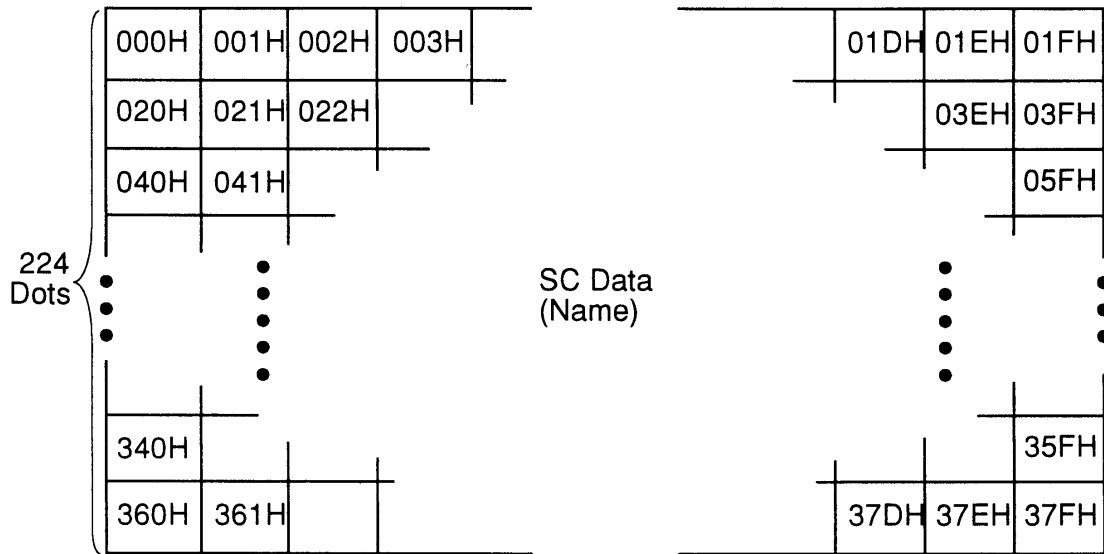 000H 001H 002H 003H 01DH 01EH 01FH
020H 021H 022H 03EH 03FH
040H 041H 05FH
224
Dots
SC Data
(Name)
340H 35FH
360H 361H 37DH 37EH 37FH